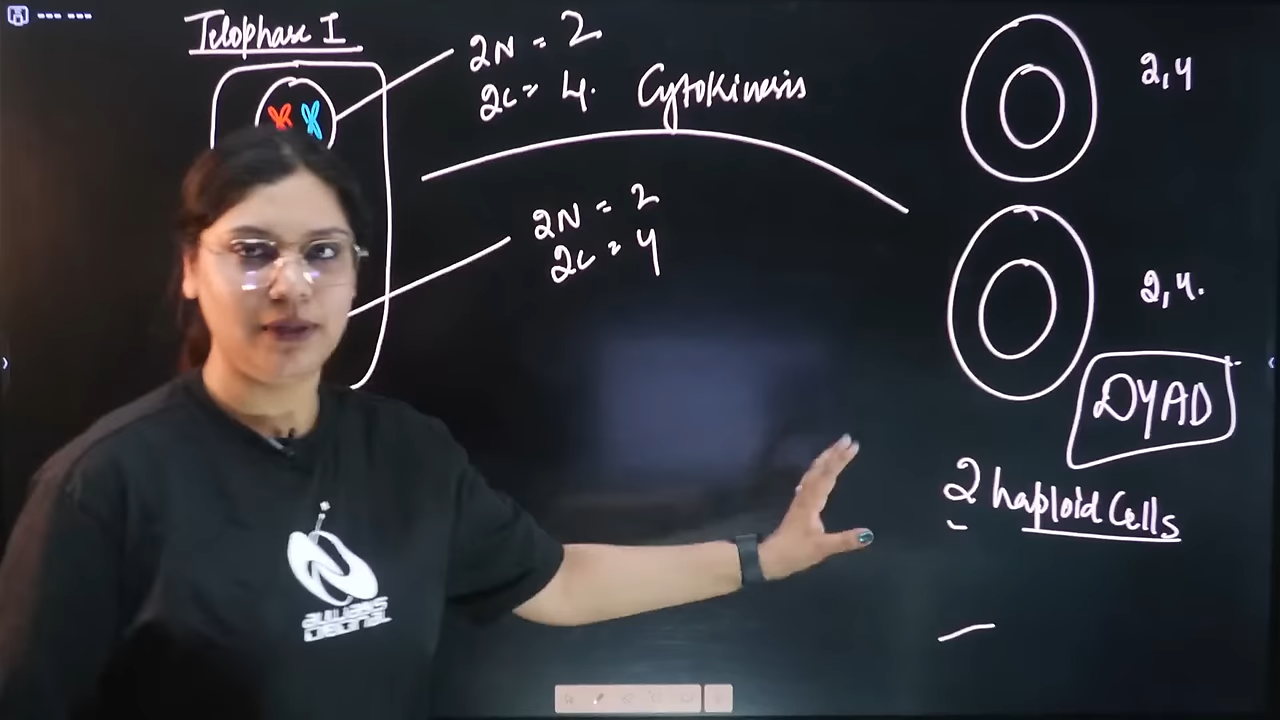 Telophase I
2N = 2
2C = 4.
Cytokinesis
2N = 2
2C = 4
2,4
2,4.
DYAD
2 haploid Cells